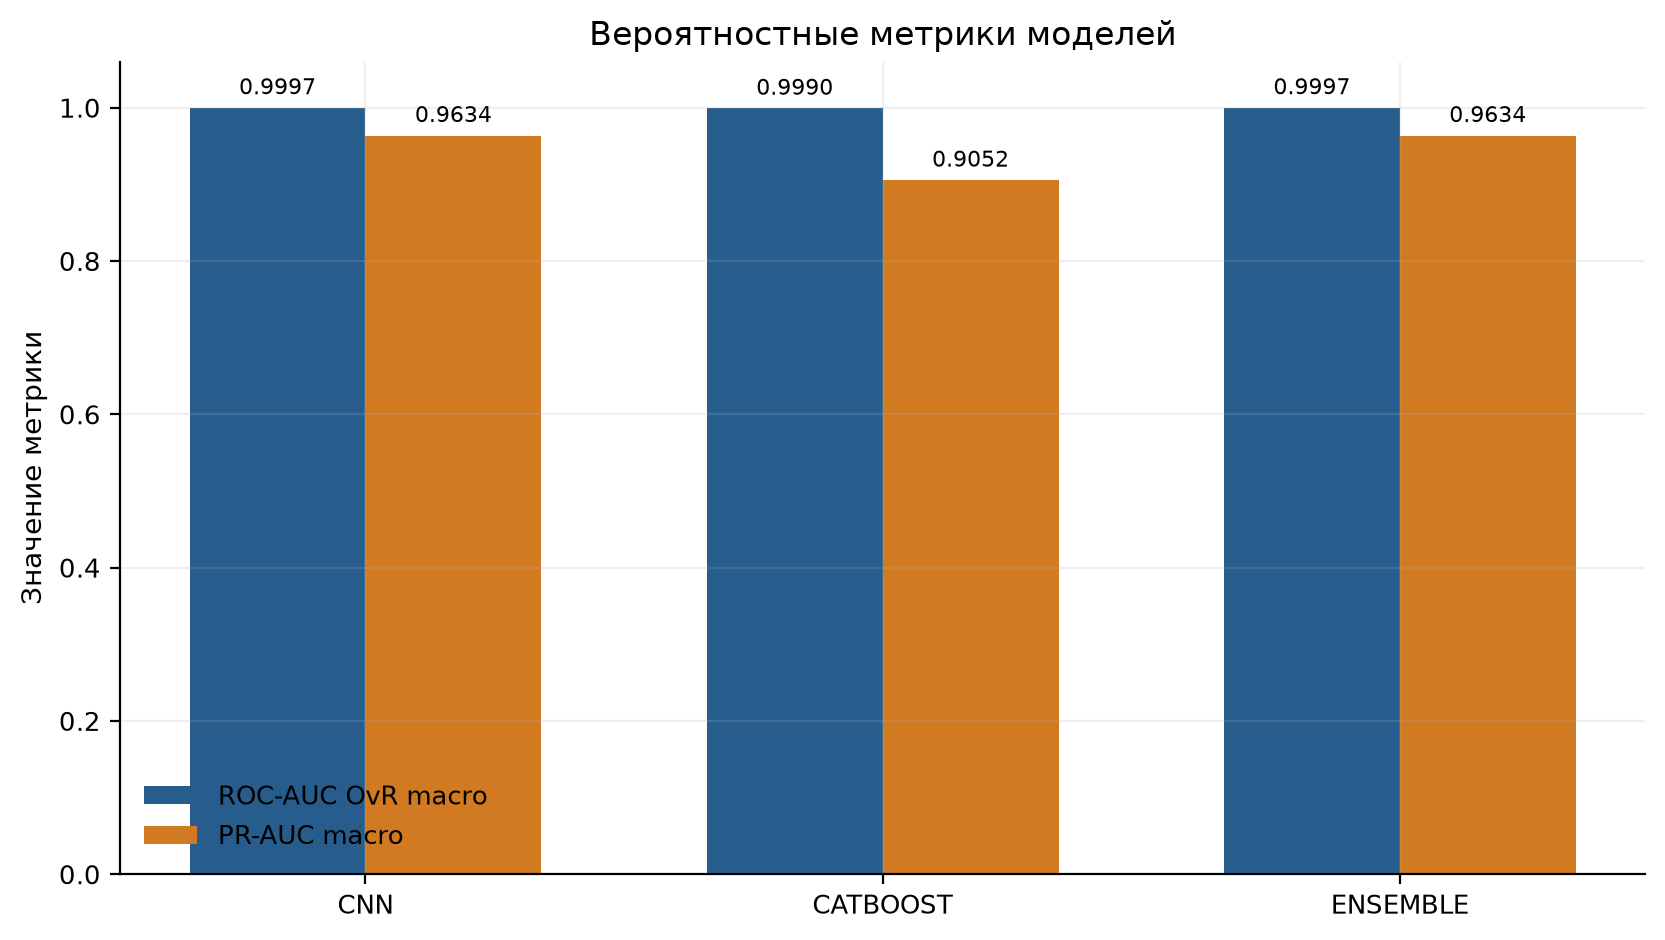 Вероятностные метрики моделей
Значение метрики
1.0
0.8
0.6
0.4
0.2
0.0
0.9997
0.9634
0.9990
0.9052
0.9997
0.9634
ROC-AUC OvR macro
PR-AUC macro
CNN
CATBOOST
ENSEMBLE